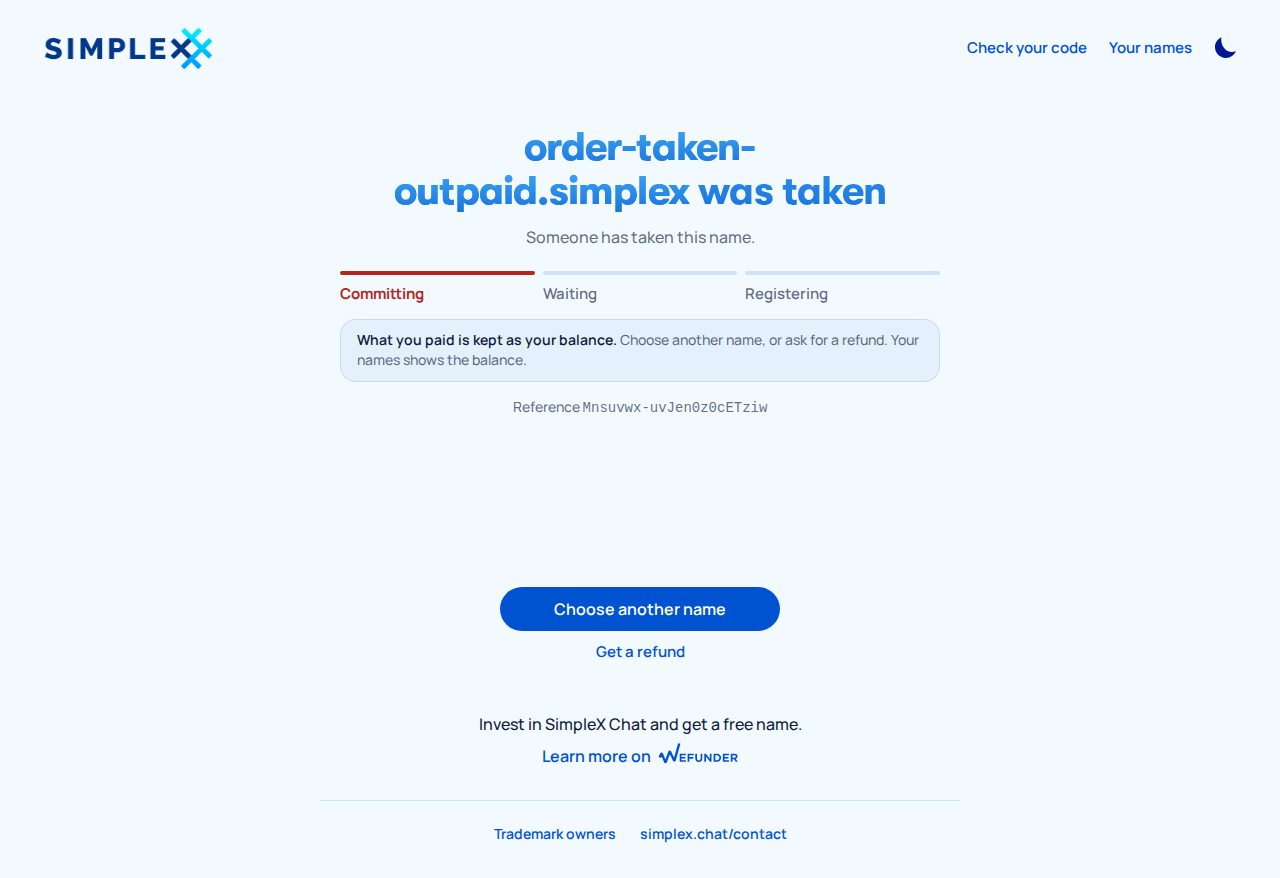 SIMPLEX
Check your code
Your names
order-taken-
outpaid.simplex was taken
Someone has taken this name.
Committing
Waiting
Registering
What you paid is kept as your balance. Choose another name, or ask for a refund. Your
names shows the balance.
Reference Mnsuvwx-uvJen0z0cETziw
Choose another name
Get a refund
Invest in SimpleX Chat and get a free name.
Learn more on WEFUNDER
Trademark owners
simplex.chat/contact